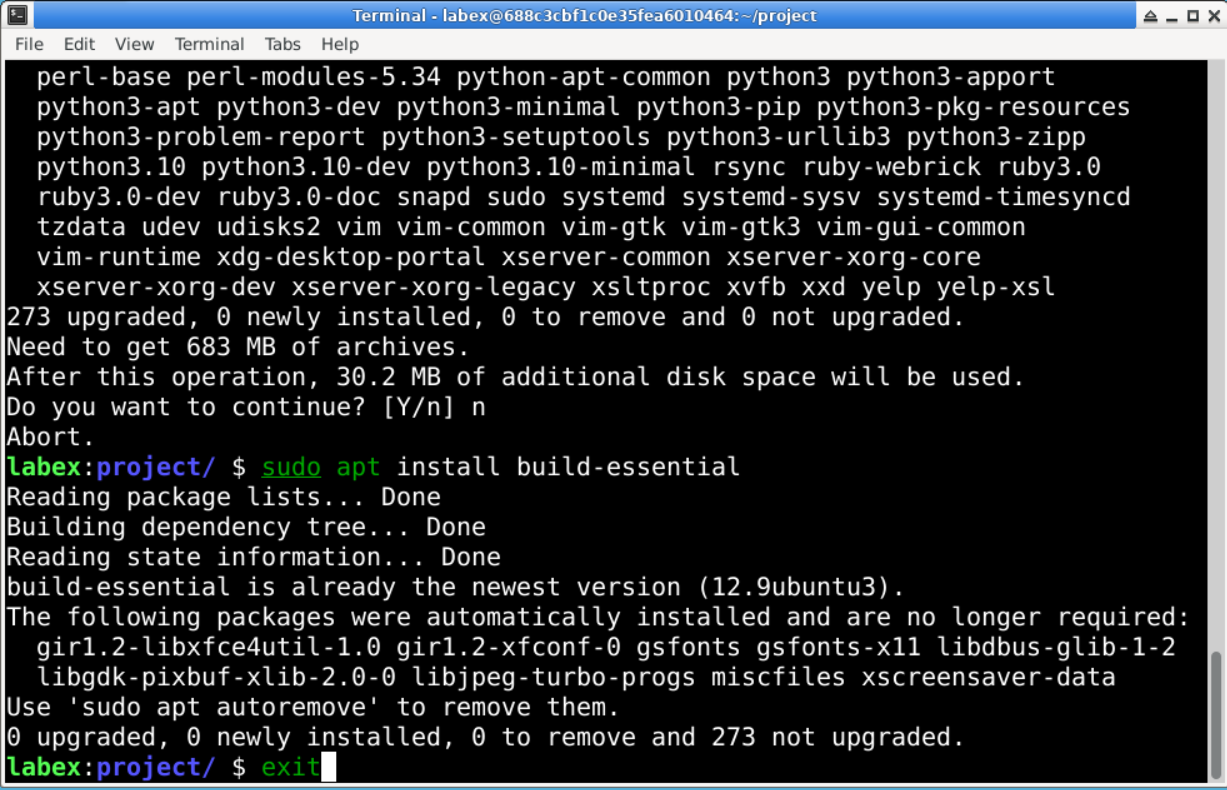 Terminal - labex@688c3cbf1c0e35fea6010464:~/project
File Edit View Terminal Tabs Help
perl-base perl-modules-5.34 python-apt-common python3 python3-apport
python3-apt python3-dev python3-minimal python3-pip python3-pkg-resources
python3-problem-report python3-setuptools python3-urllib3 python3-zipp
python3.10 python3.10-dev python3.10-minimal rsync ruby-webrick ruby3.0
ruby3.0-dev ruby3.0-doc snapd sudo systemd systemd-sysv systemd-timesyncd
tzdata udev udisks2 vim vim-common vim-gtk vim-gtk3 vim-gui-common
vim-runtime xdg-desktop-portal xserver-common xserver-xorg-core
xserver-xorg-dev xserver-xorg-legacy xsltproc xvfb xxd yelp yelp-xsl
273 upgraded, 0 newly installed, 0 to remove and 0 not upgraded.
Need to get 683 MB of archives.
After this operation, 30.2 MB of additional disk space will be used.
Do you want to continue? [Y/n] n
Abort.
labex:project/ $ sudo apt install build-essential
Reading package lists... Done
Building dependency tree... Done
Reading state information... Done
build-essential is already the newest version (12.9ubuntu3).
The following packages were automatically installed and are no longer required:
gir1.2-libxfce4util-1.0 gir1.2-xfconf-0 gsfonts gsfonts-x11 libdbus-glib-1-2
libgdk-pixbuf-xlib-2.0-0 libjpeg-turbo-progs miscfiles xscreensaver-data
Use 'sudo apt autoremove' to remove them.
0 upgraded, 0 newly installed, 0 to remove and 273 not upgraded.
labex:project/ $ exit